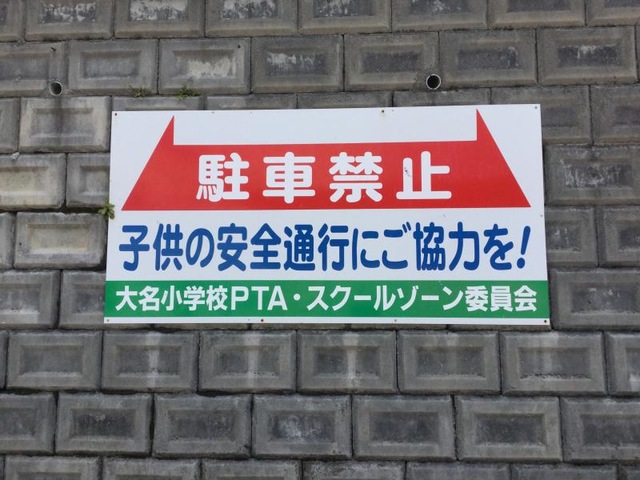 駐車禁止
子供の安全通行にご協力を!
大名小学校PTA・スクールゾーン委員会